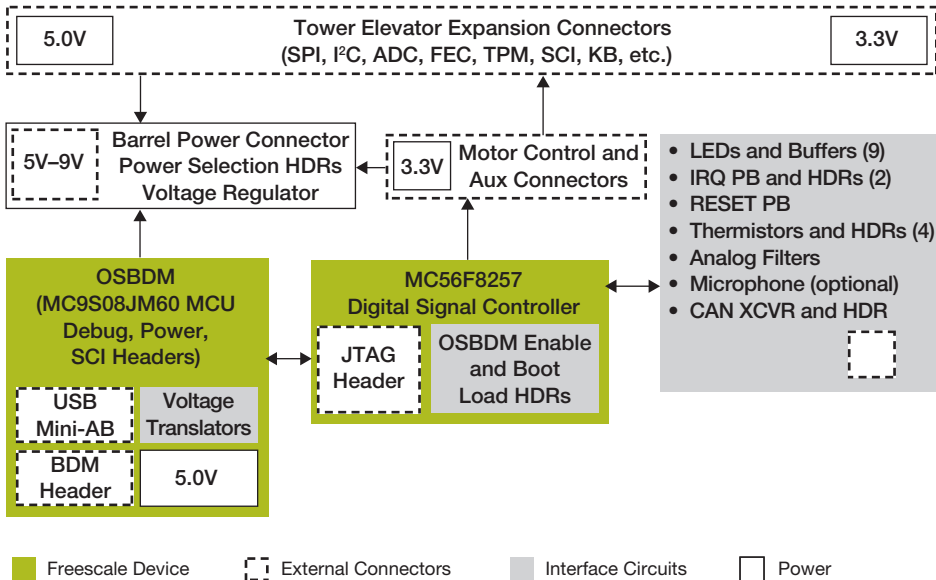 5.0V
Tower Elevator Expansion Connectors
(SPI, I²C, ADC, FEC, TPM, SCI, KB, etc.)
3.3V
5V–9V
Barrel Power Connector
Power Selection HDRs
Voltage Regulator
3.3V
Motor Control and
Aux Connectors
• LEDs and Buffers (9)
• IRQ PB and HDRs (2)
• RESET PB
• Thermistors and HDRs (4)
• Analog Filters
• Microphone (optional)
• CAN XCVR and HDR
OSBDM
(MC9S08JM60 MCU
Debug, Power,
SCI Headers)
USB
Mini-AB
Voltage
Translators
BDM
Header
5.0V
MC56F8257
Digital Signal Controller
JTAG
Header
OSBDM Enable
and Boot
Load HDRs
Freescale Device
External Connectors
Interface Circuits
Power